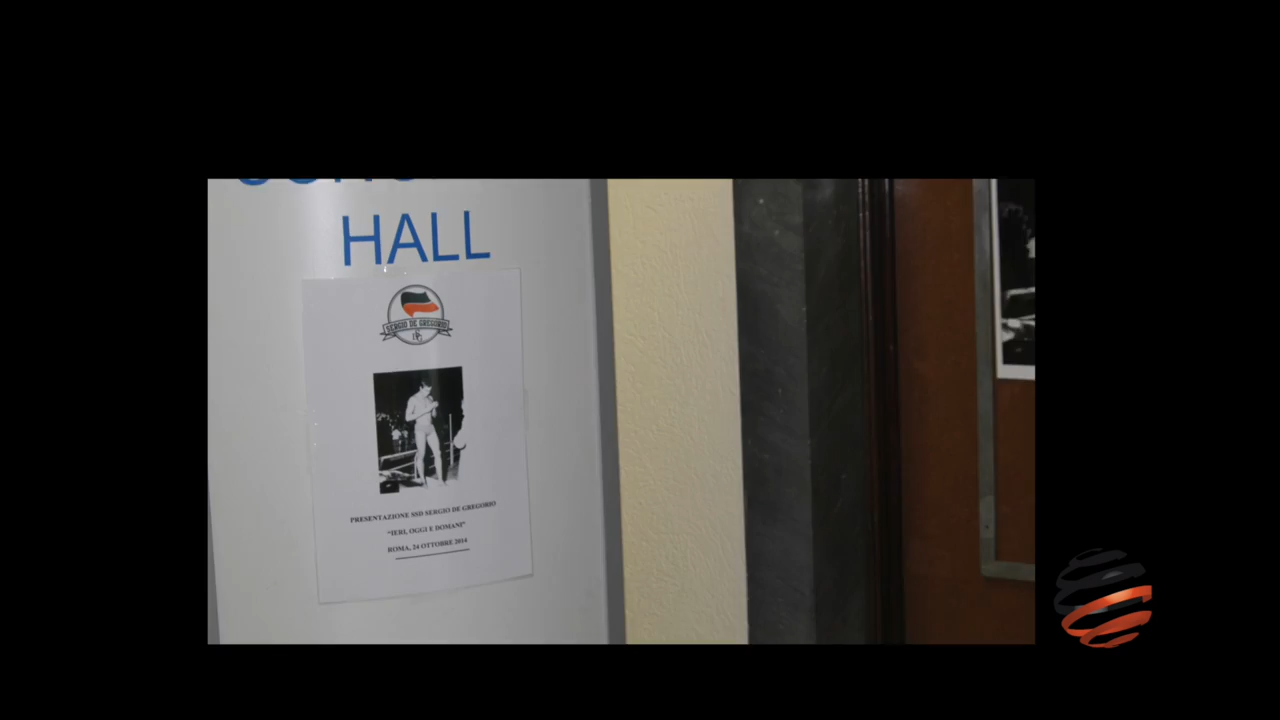 HALL
SERGIO DE GREGORIO
PRESENTAZIONE SSD SERGIO DE GREGORIO
"IERI, OGGI E DOMANI"
ROMA, 24 OTTOBRE 2014